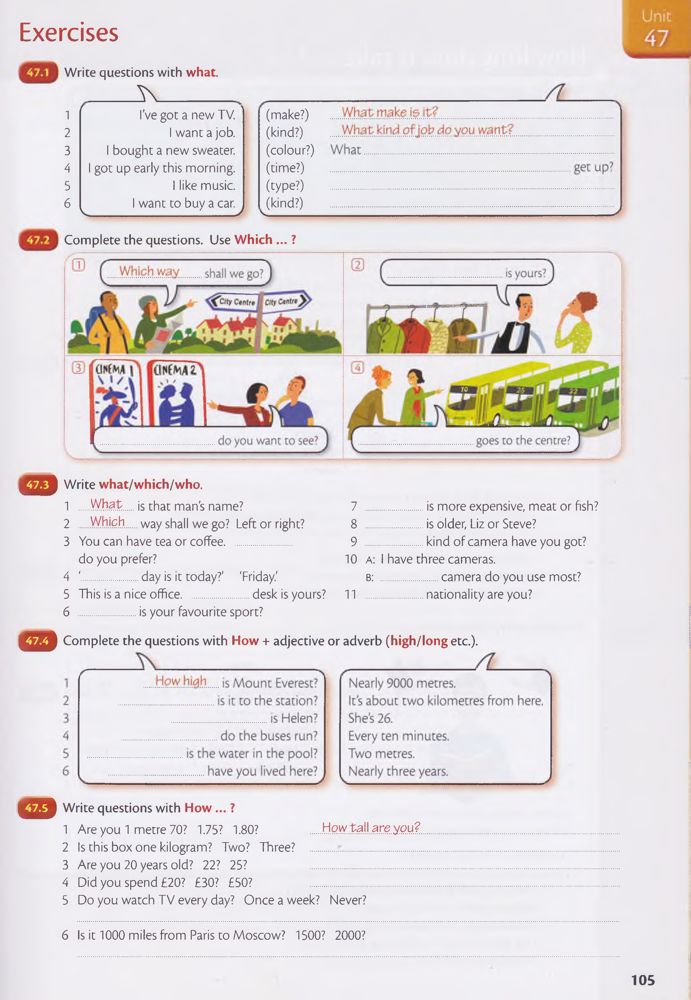 Unit
47
Exercises
47.1 Write questions with what.
1 I've got a new TV. (make?) What make is it?
2 I want a job. (kind?) What kind of job do you want?
3 I bought a new sweater. (colour?) What
4 I got up early this morning. (time?) get up?
5 I like music. (type?)
6 I want to buy a car. (kind?)
47.2 Complete the questions. Use Which ... ?
1 Which way shall we go?
City Centre City Centre
2 is yours?
3 CINEMA 1 CINEMA 2
do you want to see?
4 10 25
goes to the centre?
47.3 Write what/which/who.
1 What is that man's name?
2 Which way shall we go? Left or right?
3 You can have tea or coffee.
do you prefer?
4 ' day is it today?' 'Friday.'
5 This is a nice office. desk is yours?
6 is your favourite sport?
7 is more expensive, meat or fish?
8 is older, Liz or Steve?
9 kind of camera have you got?
10 A: I have three cameras.
B: camera do you use most?
11 nationality are you?
47.4 Complete the questions with How + adjective or adverb (high/long etc.).
1 How high is Mount Everest? Nearly 9000 metres.
2 is it to the station? It's about two kilometres from here.
3 is Helen? She's 26.
4 do the buses run? Every ten minutes.
5 is the water in the pool? Two metres.
6 have you lived here? Nearly three years.
47.5 Write questions with How ... ?
1 Are you 1 metre 70? 1.75? 1.80? How tall are you?
2 Is this box one kilogram? Two? Three?
3 Are you 20 years old? 22? 25?
4 Did you spend £20? £30? £50?
5 Do you watch TV every day? Once a week? Never?
6 Is it 1000 miles from Paris to Moscow? 1500? 2000?
105